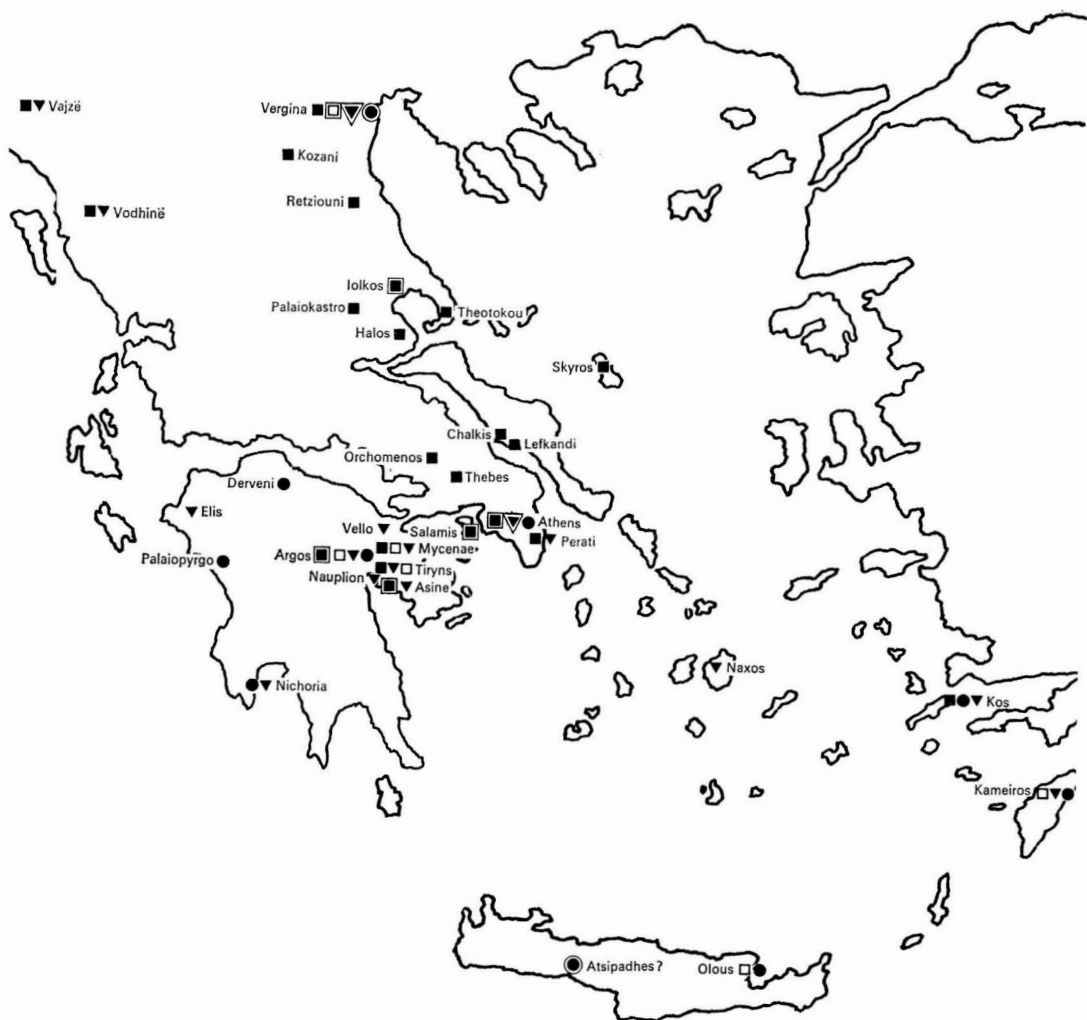 Vajzë
Vergina
Kozani
Vodhinë
Retziouni
Iolkos
Palaiokastro
Theotokou
Halos
Skyros
Chalkis
Lefkandi
Orchomenos
Thebes
Derveni
Elis
Vello
Salamis
Athens
Perati
Argos
Mycenae
Palaiopyrgo
Tiryns
Nauplion
Asine
Naxos
Nichoria
Kos
Kameiros
Atsipadhes?
Olous